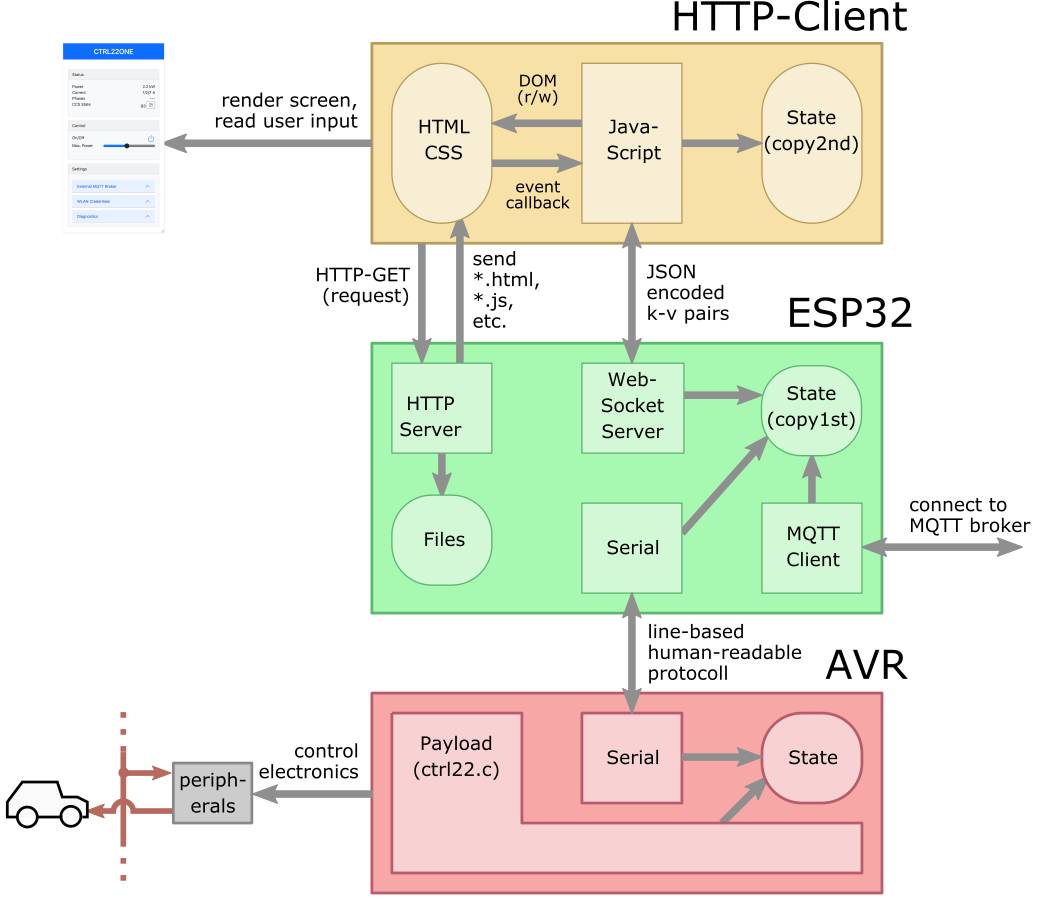 HTTP-Client
CTRL22ONE
Status
Power 2.2 kW
Current
Phases
CCS State
Control
On/Off
Max. Power
Settings
External MQTT Broker
WLAN Credentials
Diagnostics
render screen,
read user input
HTML
CSS
DOM
(r/w)
event
callback
Java-
Script
State
(copy2nd)
HTTP-GET
(request)
send
*.html,
*.js,
etc.
JSON
encoded
k-v pairs
ESP32
HTTP
Server
Web-
Socket
Server
State
(copy1st)
Files
Serial
MQTT
Client
connect to
MQTT broker
line-based
human-readable
protocoll
AVR
Payload
(ctrl22.c)
Serial
State
control
electronics
periph-
erals